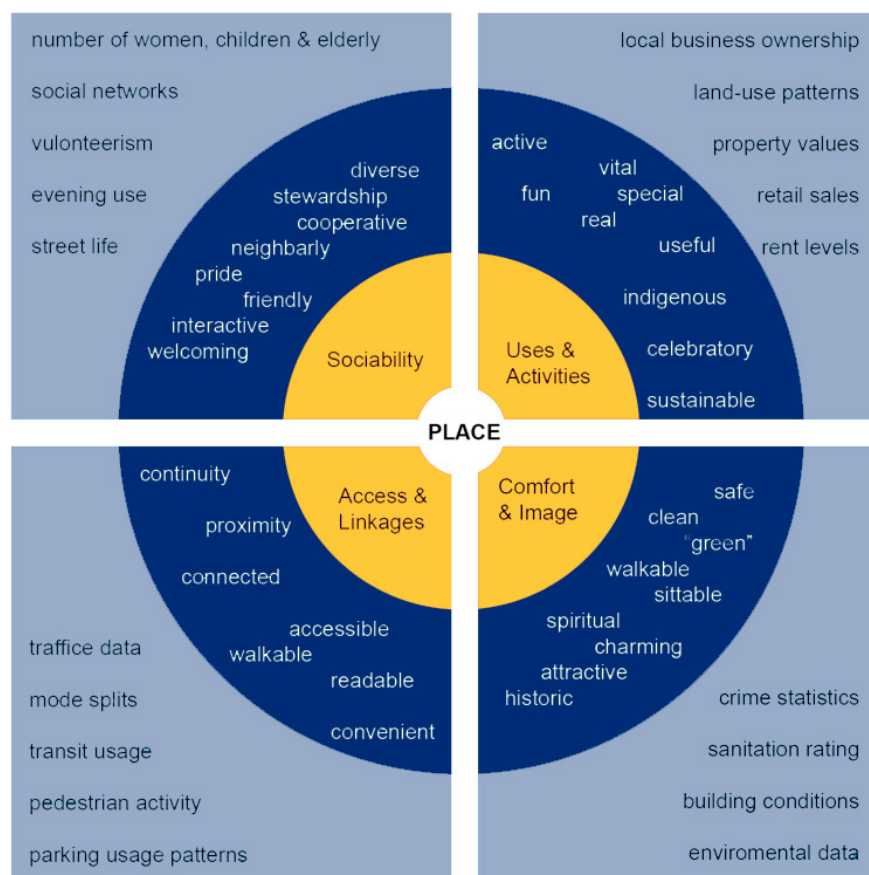 number of women, children & elderly
social networks
vulonteerism
evening use
street life
diverse
stewardship
cooperative
neighbarly
pride
friendly
interactive
welcoming
Sociability
local business ownership
land-use patterns
property values
retail sales
rent levels
active
vital
fun
special
real
useful
indigenous
celebratory
sustainable
Uses &
Activities
PLACE
continuity
proximity
connected
accessible
walkable
readable
convenient
Access &
Linkages
traffice data
mode splits
transit usage
pedestrian activity
parking usage patterns
Comfort
& Image
safe
clean
"green"
walkable
sittable
spiritual
charming
attractive
historic
crime statistics
sanitation rating
building conditions
enviromental data